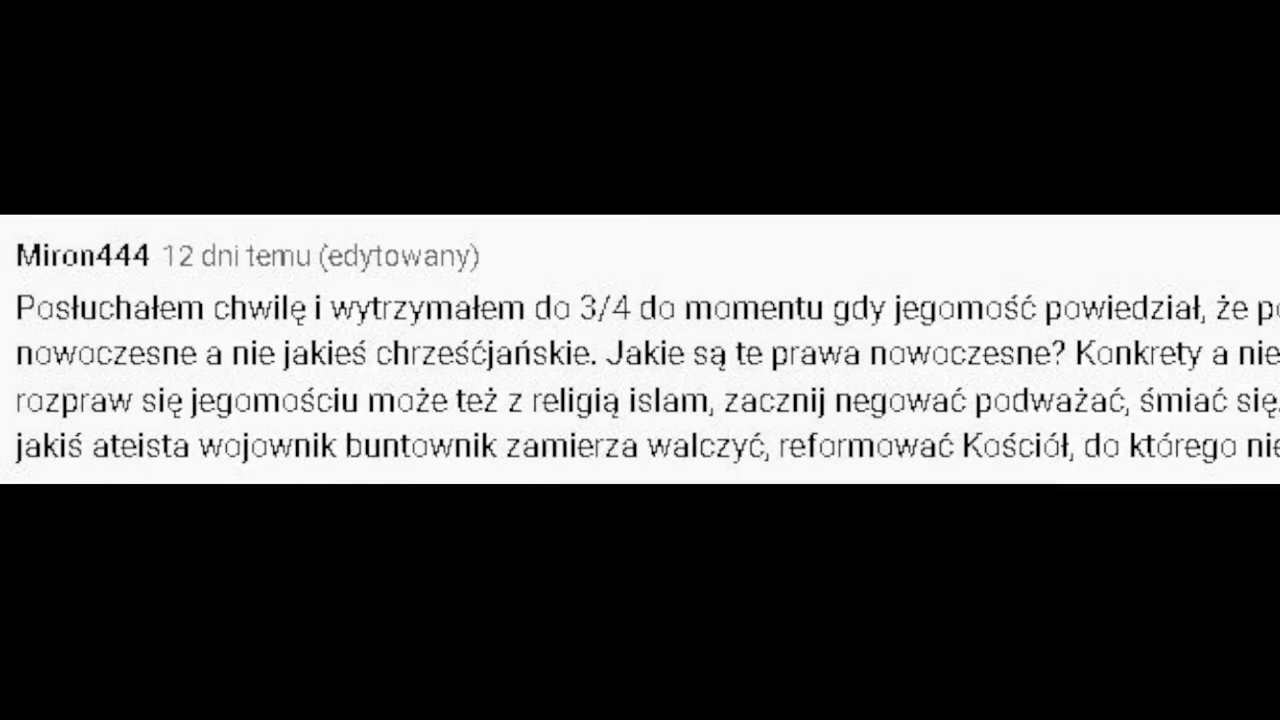 Miron444 12 dni temu (edytowany)
Posłuchałem chwilę i wytrzymałem do 3/4 do momentu gdy jegomość powiedział, że
nowoczesne a nie jakieś chrześćjańskie. Jakie są te prawa nowoczesne? Konkrety a nie
rozpraw się jegomościu może też z religią islam, zacznij negować podważać, śmiać się.
jakiś ateista wojownik buntownik zamierza walczyć, reformować Kościół, do którego